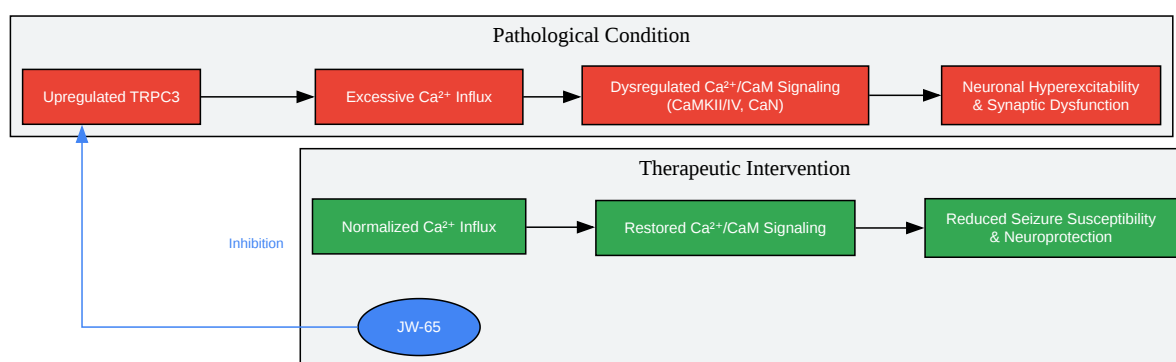 Pathological Condition
Upregulated TRPC3
Excessive Ca²⁺ Influx
Dysregulated Ca²⁺/CaM Signaling
(CaMKII/IV, CaN)
Neuronal Hyperexcitability
& Synaptic Dysfunction
Therapeutic Intervention
Normalized Ca²⁺ Influx
Restored Ca²⁺/CaM Signaling
Reduced Seizure Susceptibility
& Neuroprotection
Inhibition
JW-65